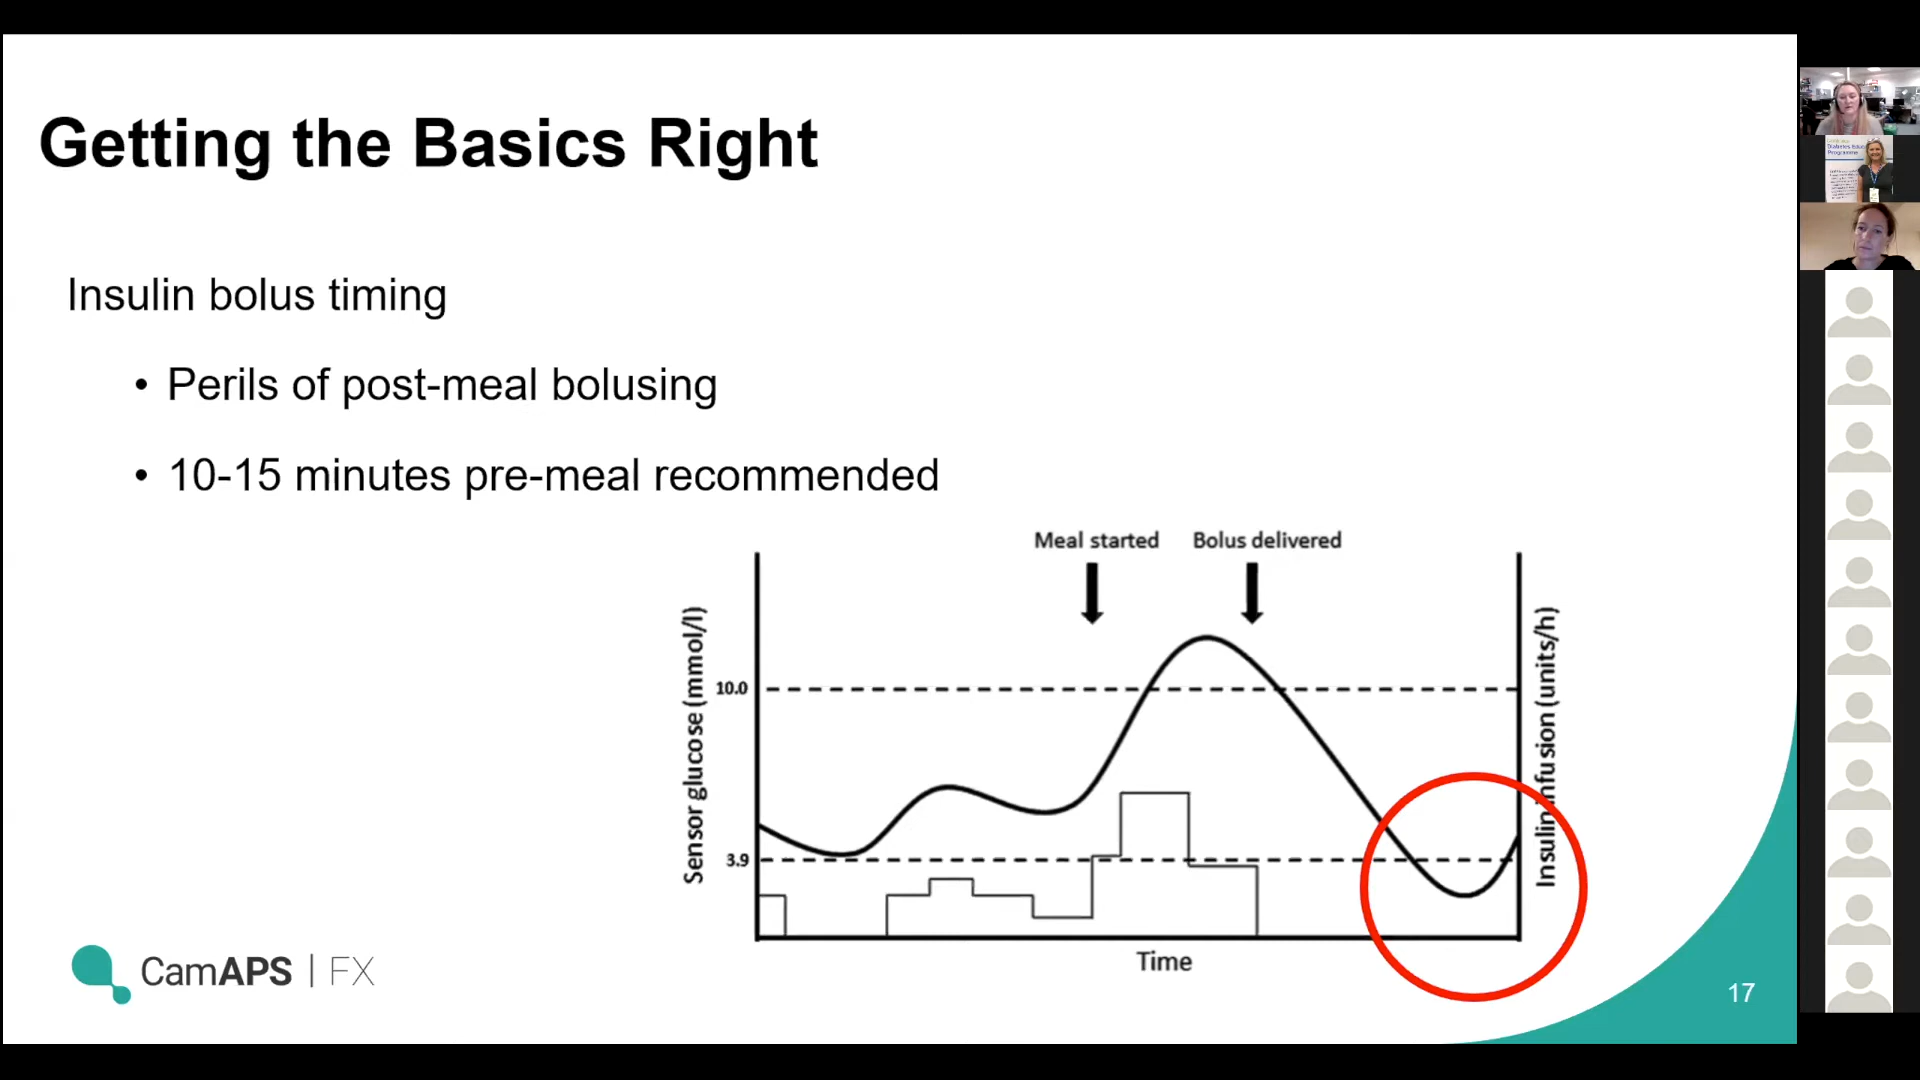 Getting the Basics Right
Insulin bolus timing
• Perils of post-meal bolusing
• 10-15 minutes pre-meal recommended
Meal started
Bolus delivered
Sensor glucose (mmol/l)
10.0
3.9
Insulin infusion (units/h)
Time
CamAPS | FX
17
Programme